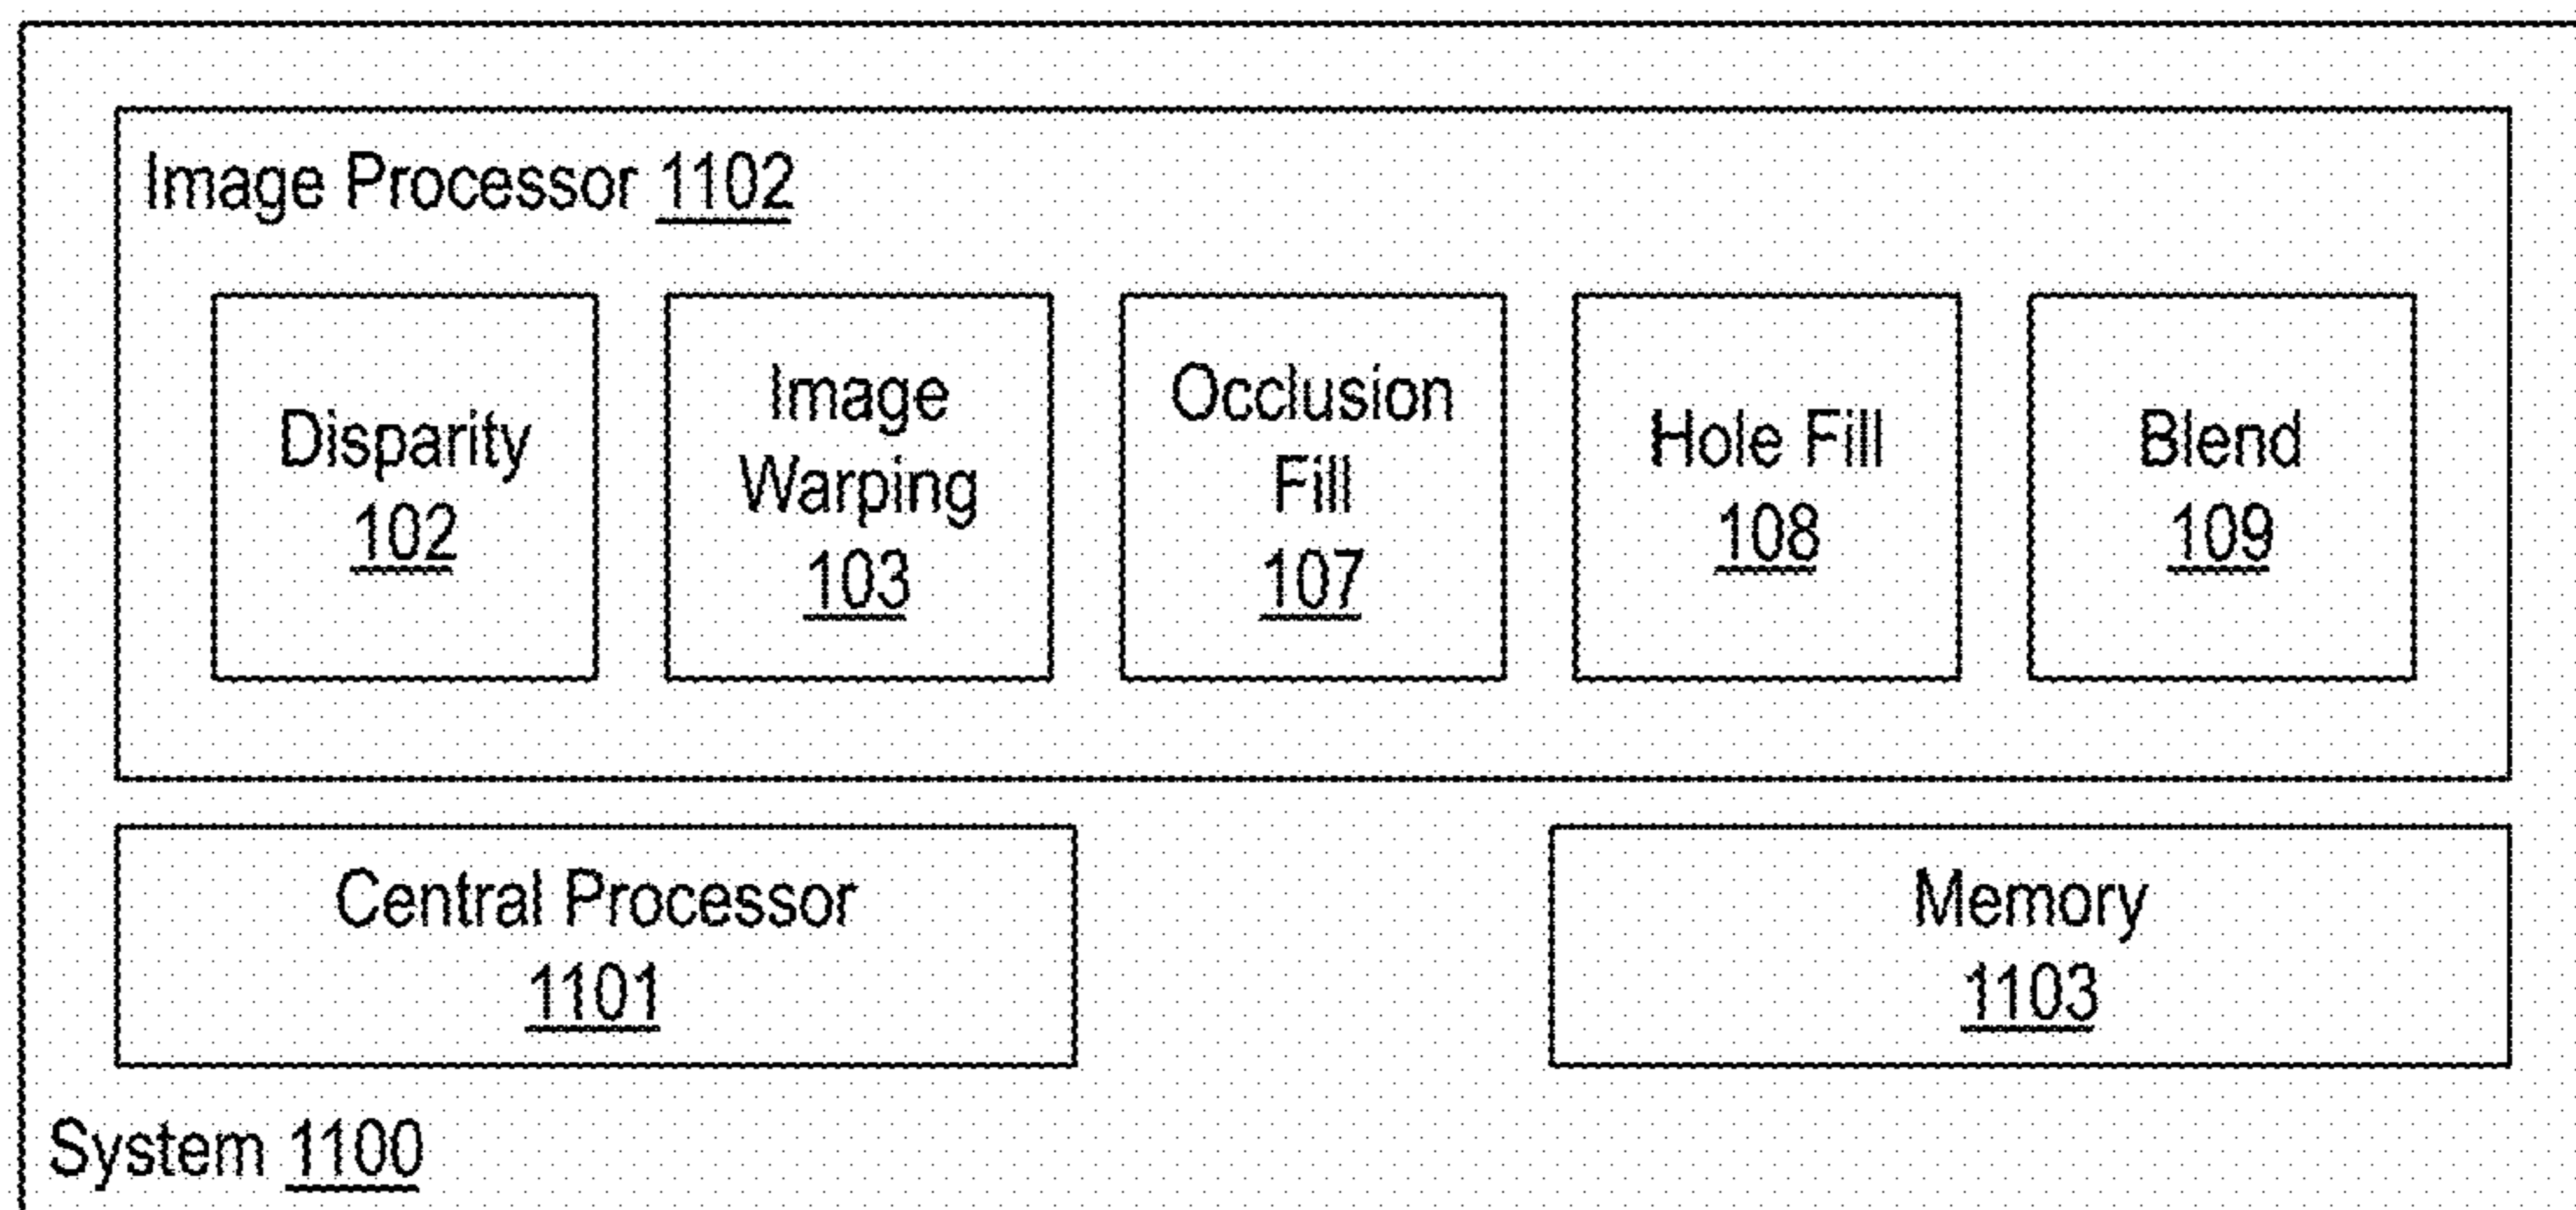 Image Processor 1102
Disparity
102
Image
Warping
103
Occlusion
Fill
107
Hole Fill
108
Blend
109
Central Processor
1101
Memory
1103
System 1100